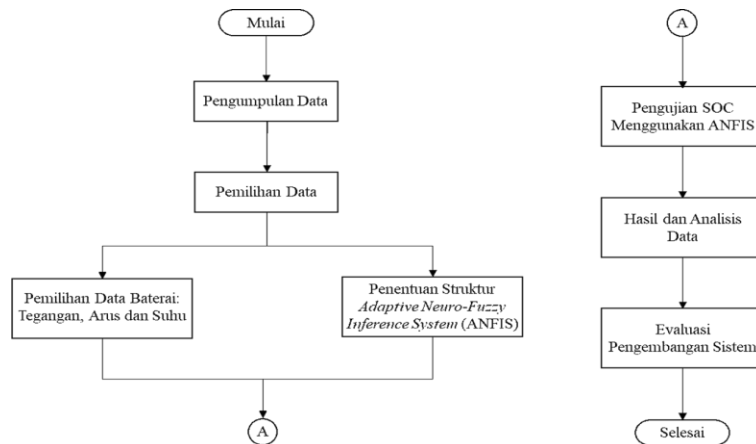 Mulai
Pengumpulan Data
Pemilihan Data
Pemilihan Data Baterai:
Tegangan, Arus dan Suhu
Penentuan Struktur
Adaptive Neuro-Fuzzy
Inference System (ANFIS)
A
A
Pengujian SOC
Menggunakan ANFIS
Hasil dan Analisis
Data
Evaluasi
Pengembangan Sistem
Selesai